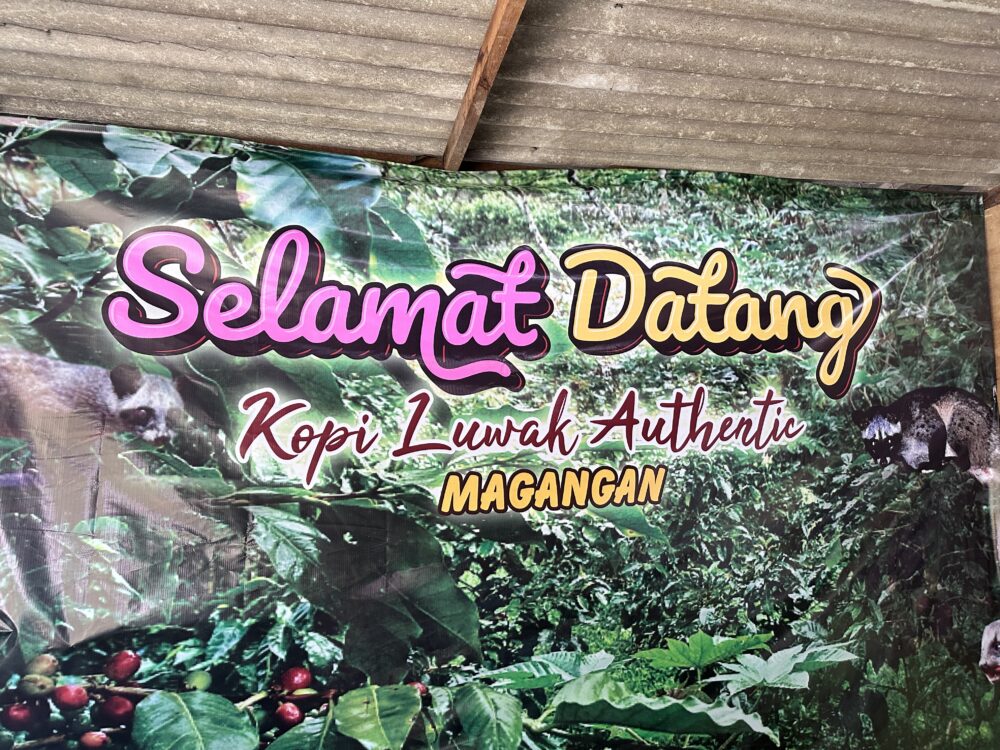 Selamat Datang
Kopi Luwak Authentic
MAGANGAN